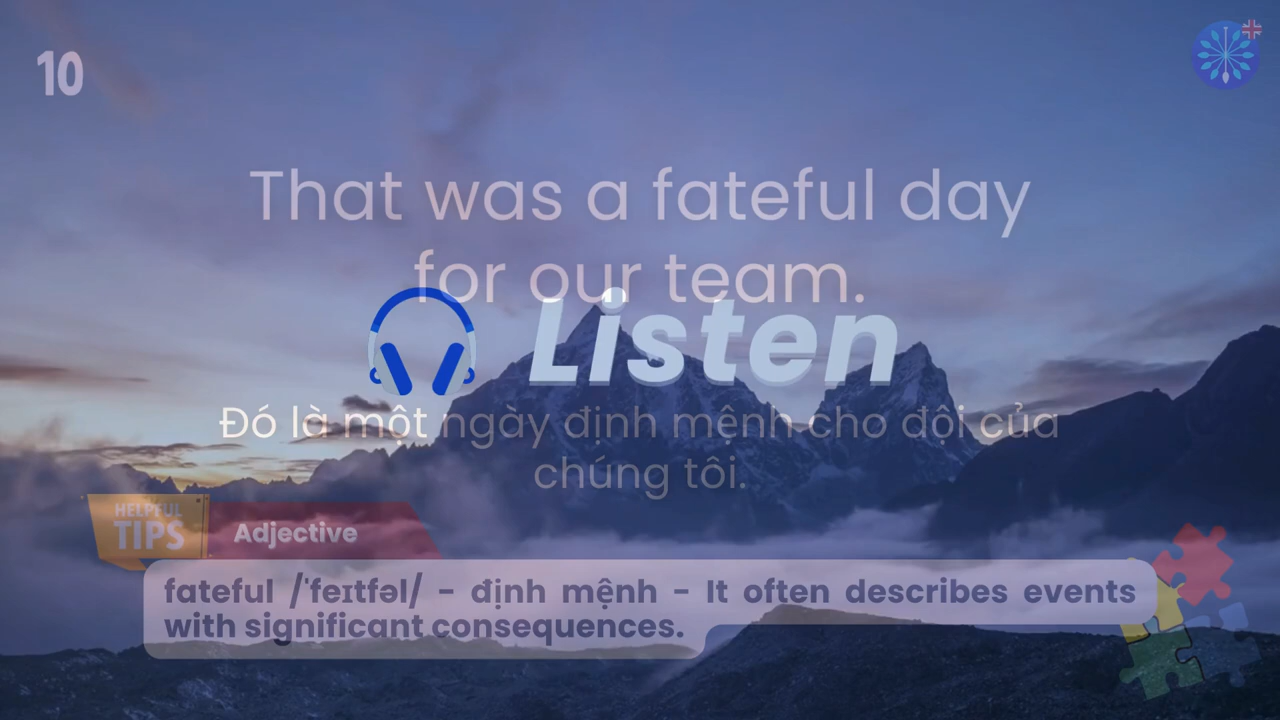 10
That was a fateful day
for our team.
Listen
Đó là một ngày định mệnh cho đội của
chúng tôi.
HELPFUL
TIPS
Adjective
fateful /ˈfeɪtfəl/ - định mệnh - It often describes events
with significant consequences.